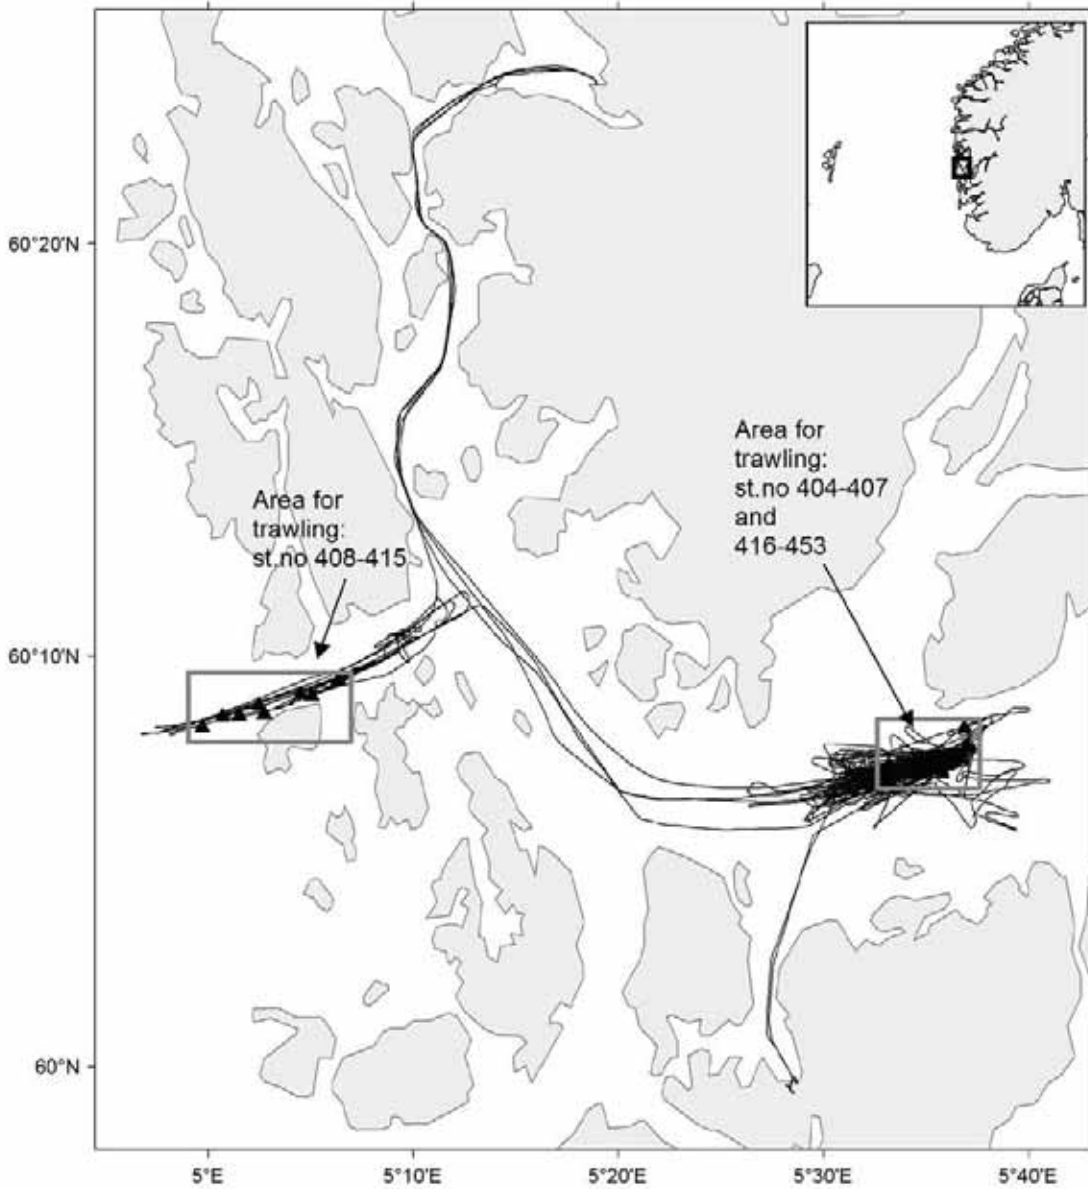 60°20'N
Area for
trawling:
st.no 404-407
and
416-453
Area for
trawling:
st.no 408-415
60°10'N
60°N
5°E
5°10'E
5°20'E
5°30'E
5°40'E